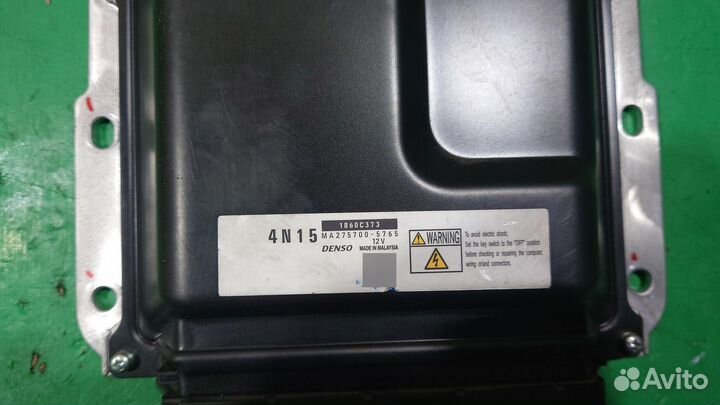 4N15
1860C373
MA275700-5765
12V
DENSO MADE IN MALAYSIA
WARNING
To avoid electric shock,
Set the key switch to the "OFF" position
before checking or repairing the computer,
wiring or/and connectors.
Avito